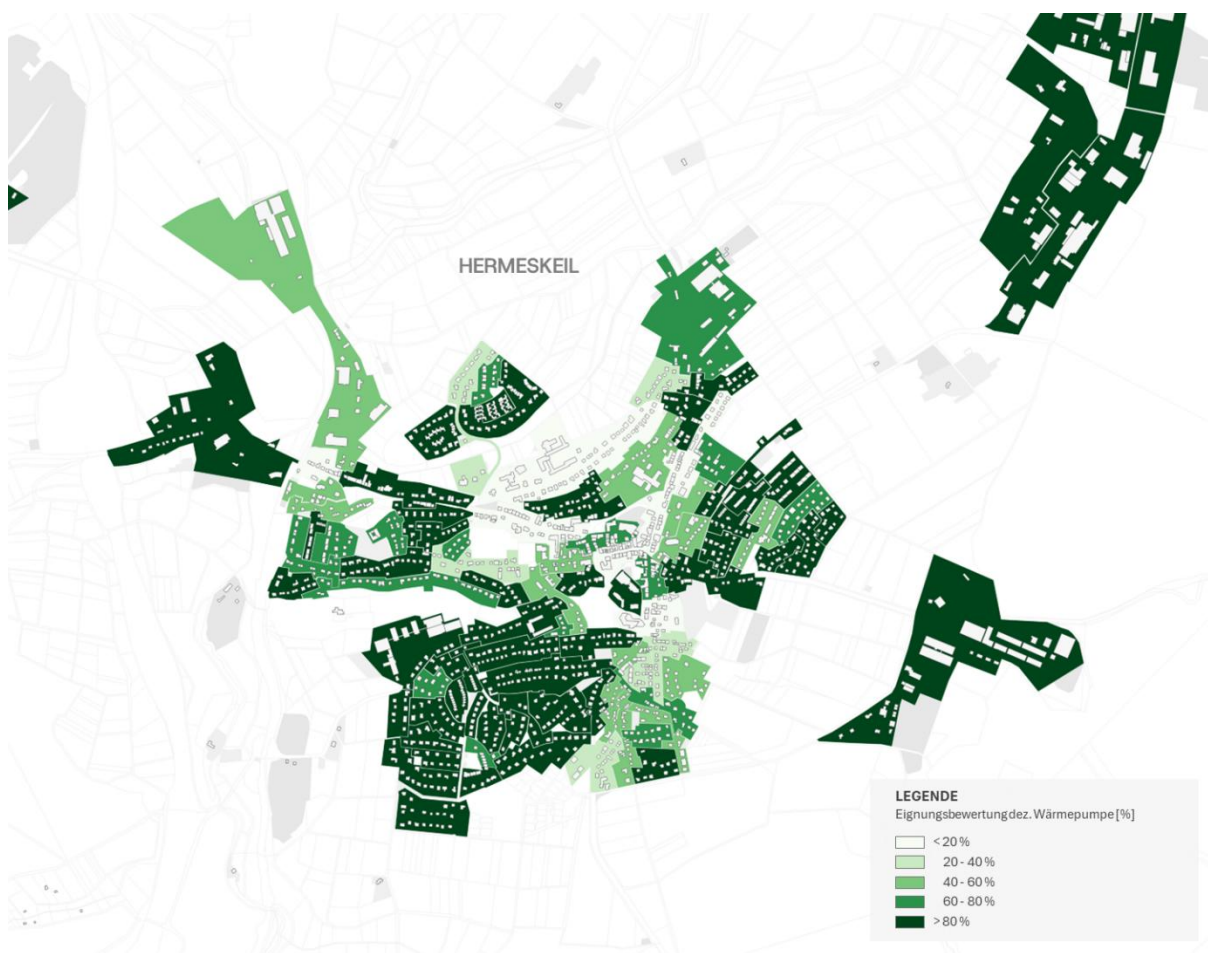 HERMESKEIL
LEGENDE
Eignungsbewertung dez. Wärmepumpe [%]
< 20 %
20 - 40 %
40 - 60 %
60 - 80 %
> 80 %